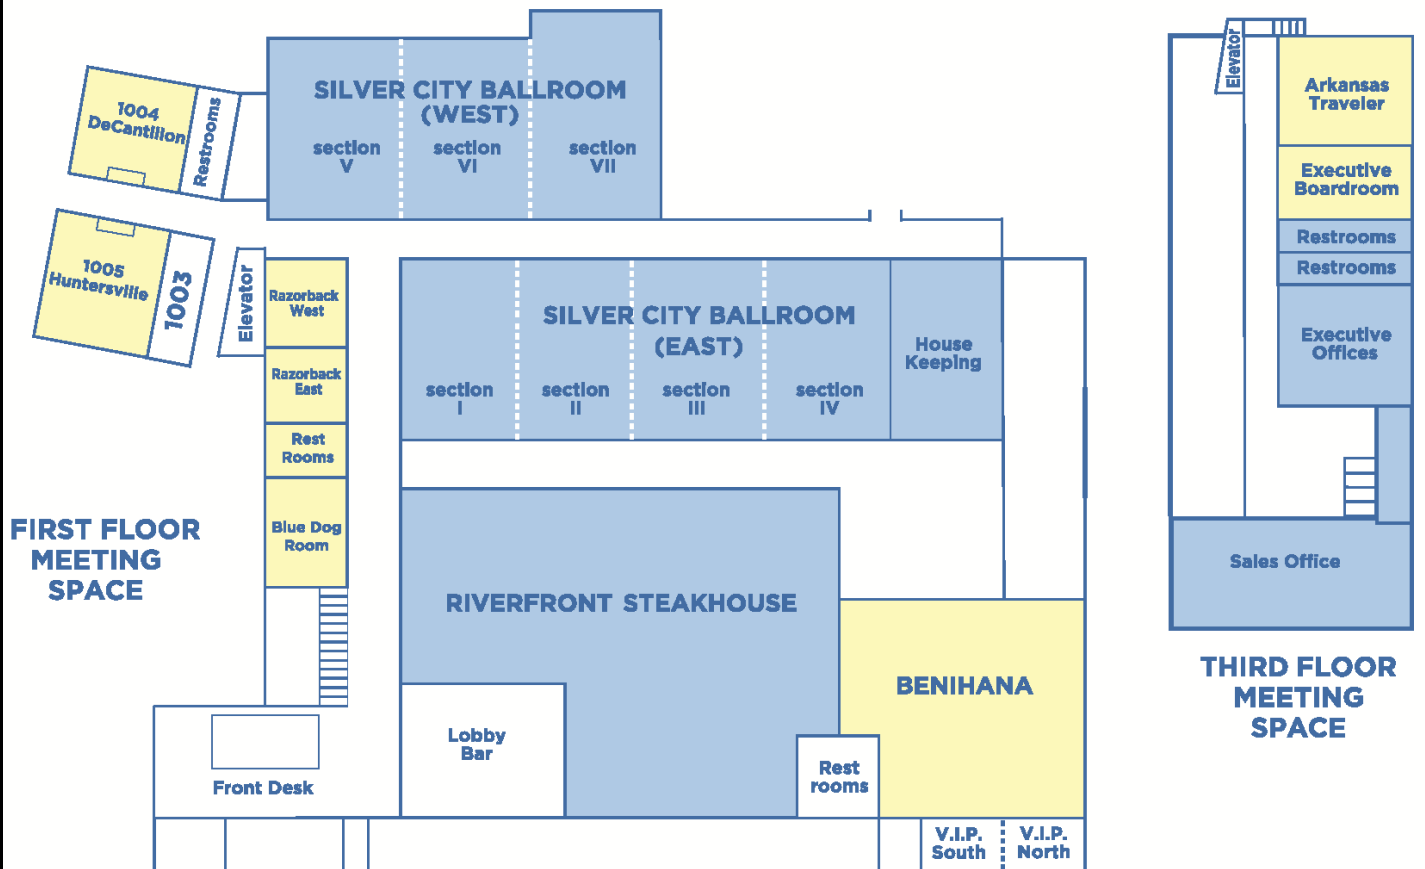 SILVER CITY BALLROOM
(WEST)
section
V
section
VI
section
VII
1004
DeCantillon
Restrooms
1005
Huntersville
1003
Elevator
Razorback
West
Razorback
East
Rest
Rooms
Blue Dog
Room
SILVER CITY BALLROOM
(EAST)
section
I
section
II
section
III
section
IV
House
Keeping
FIRST FLOOR
MEETING
SPACE
RIVERFRONT STEAKHOUSE
BENIHANA
Lobby
Bar
Rest
rooms
Front Desk
V.I.P.
South
V.I.P.
North
Elevator
Arkansas
Traveler
Executive
Boardroom
Restrooms
Restrooms
Executive
Offices
Sales Office
THIRD FLOOR
MEETING
SPACE